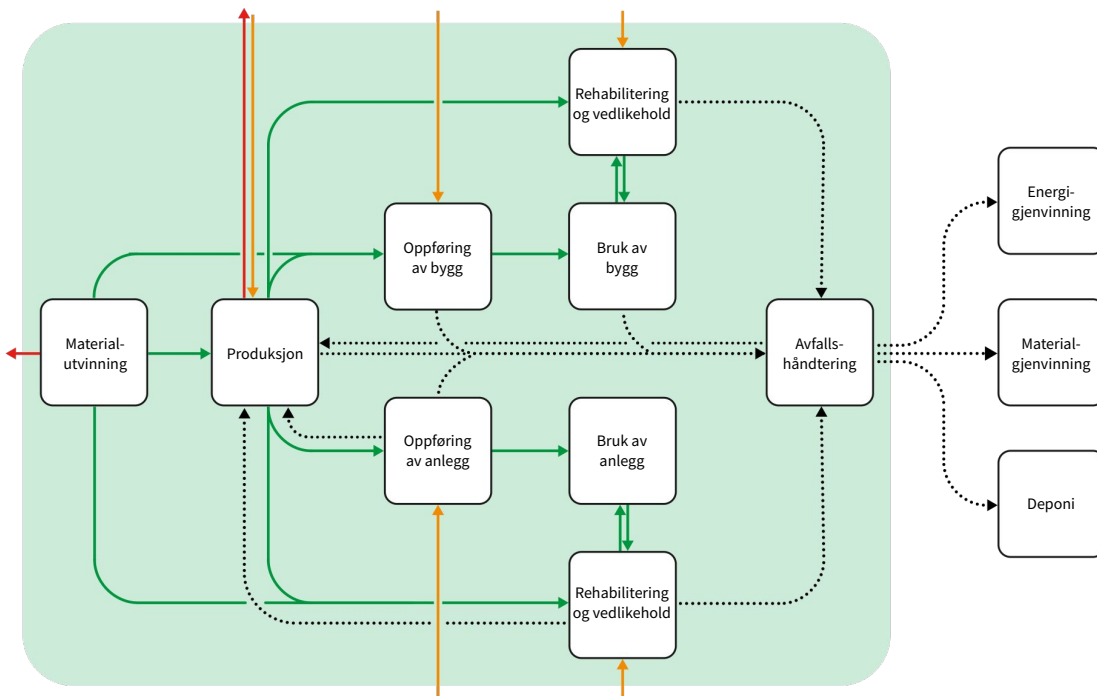 Rehabilitering
og vedlikehold
Energi-
gjenvinning
Oppføring
av bygg
Bruk av
bygg
Material-
utvinning
Produksjon
Avfalls-
håndtering
Material-
gjenvinning
Oppføring
av anlegg
Bruk av
anlegg
Deponi
Rehabilitering
og vedlikehold